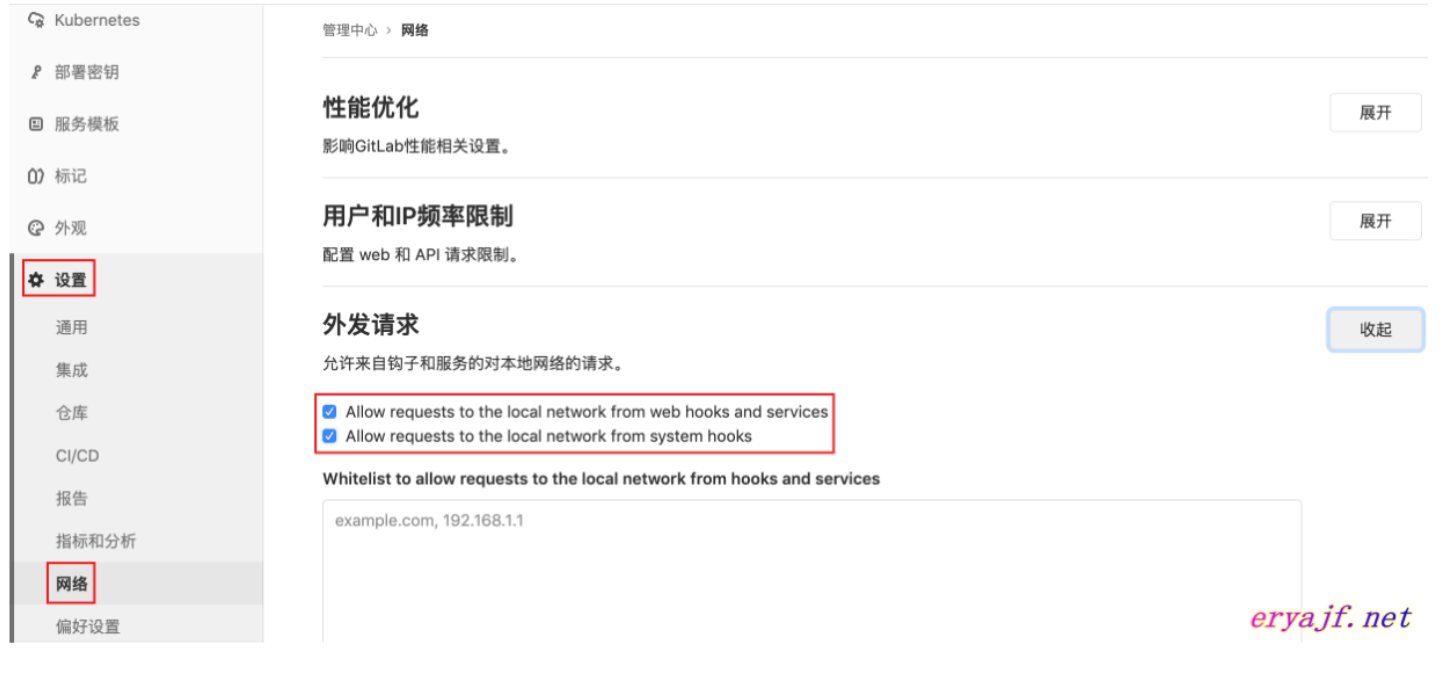 Kubernetes
部署密钥
服务模板
标记
外观
设置
通用
集成
仓库
CI/CD
报告
指标和分析
网络
偏好设置
管理中心 › 网络
性能优化
展开
影响GitLab性能相关设置。
用户和IP频率限制
展开
配置 web 和 API 请求限制。
外发请求
收起
允许来自钩子和服务的对本地网络的请求。
Allow requests to the local network from web hooks and services
Allow requests to the local network from system hooks
Whitelist to allow requests to the local network from hooks and services
example.com, 192.168.1.1
eryajf.net